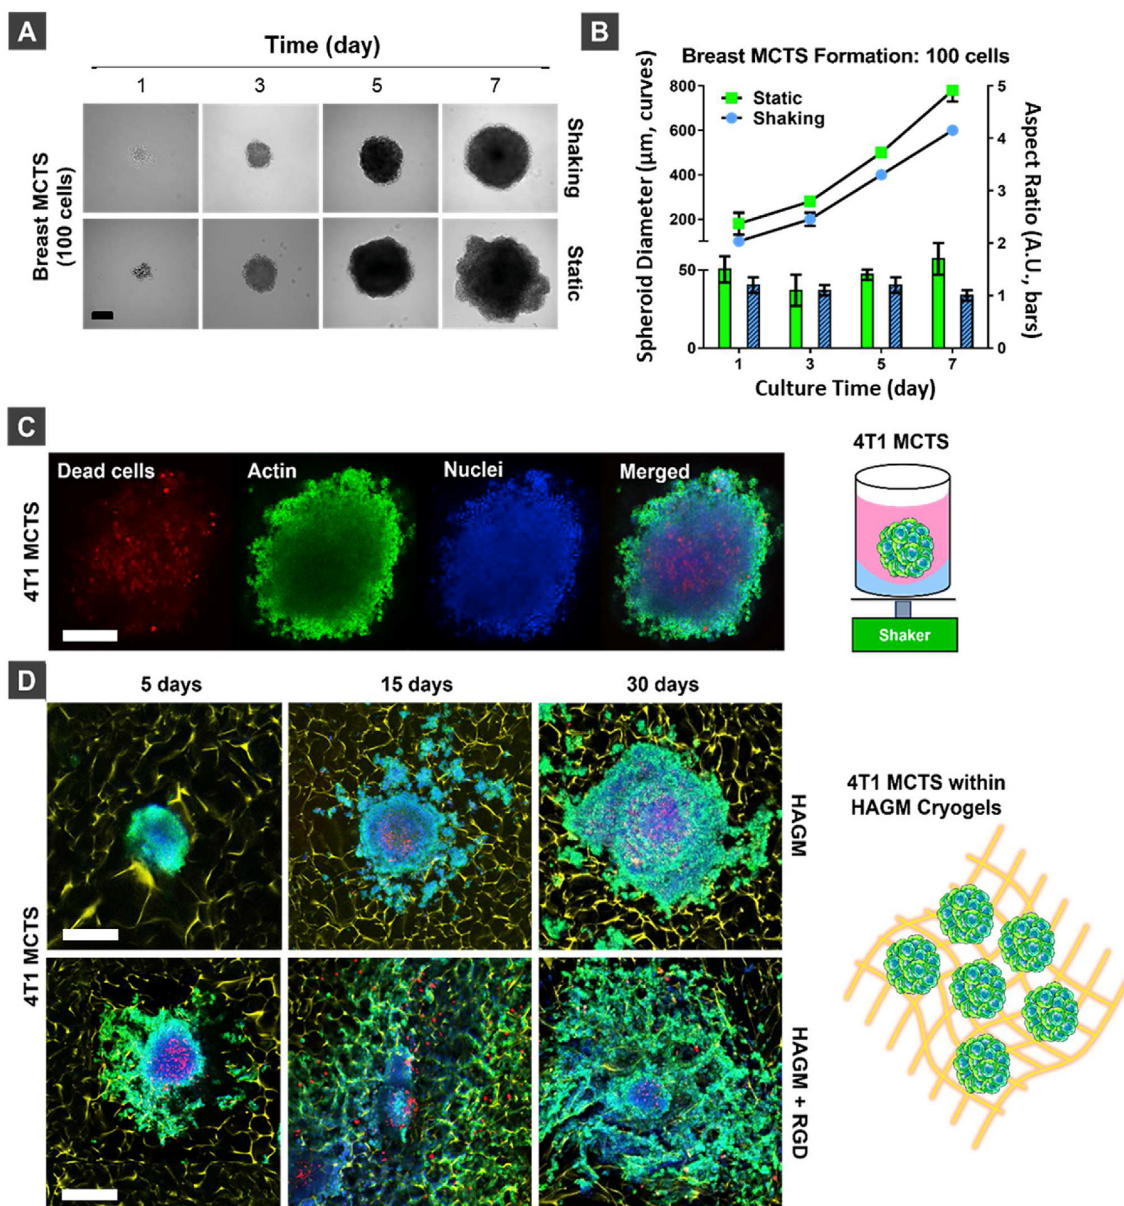 A
Time (day)
1 3 5 7
Breast MCTS
(100 cells)
Shaking
Static
B
Breast MCTS Formation: 100 cells
Static
Shaking
Spheroid Diameter (µm, curves)
800
600
400
200
50
0
5
4
3
2
1
0
Aspect Ratio (A.U., bars)
1 3 5 7
Culture Time (day)
C
4T1 MCTS
Dead cells Actin Nuclei Merged
4T1 MCTS
Shaker
D
5 days 15 days 30 days
4T1 MCTS
HAGM
HAGM + RGD
4T1 MCTS within
HAGM Cryogels